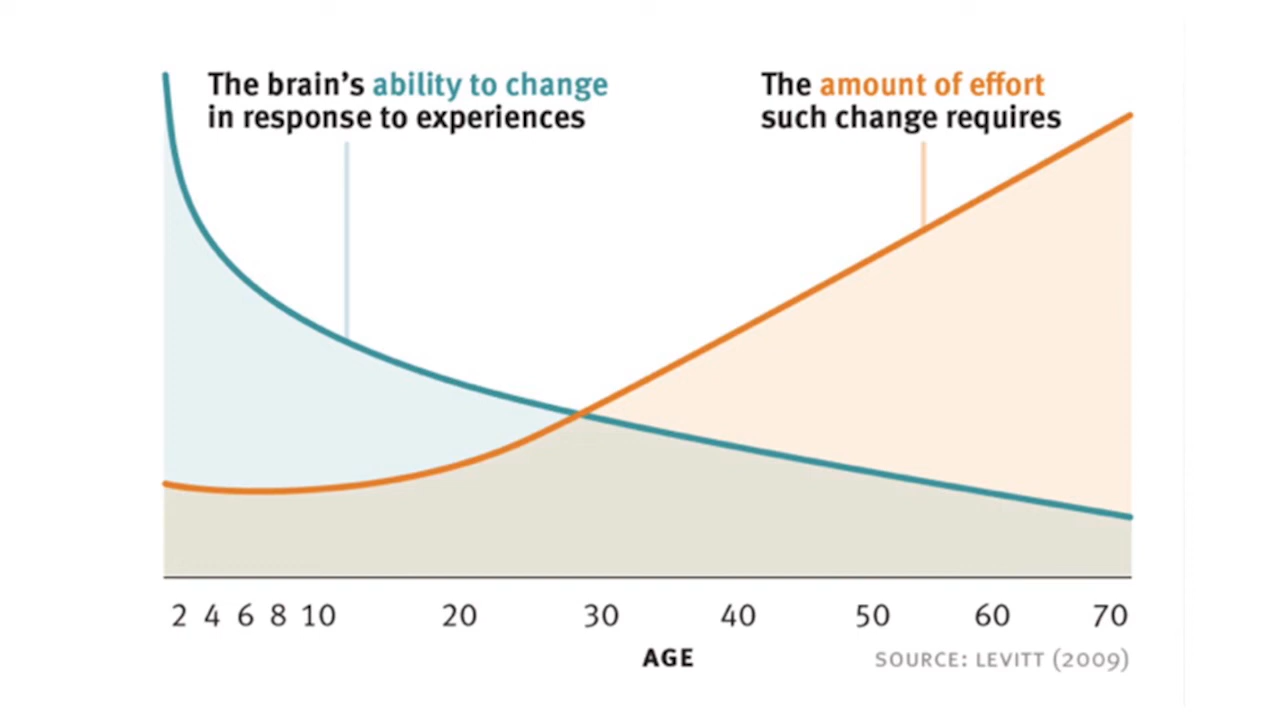 The brain's ability to change
in response to experiences
The amount of effort
such change requires
2 4 6 8 10 20 30 40 50 60 70
AGE
SOURCE: LEVITT (2009)